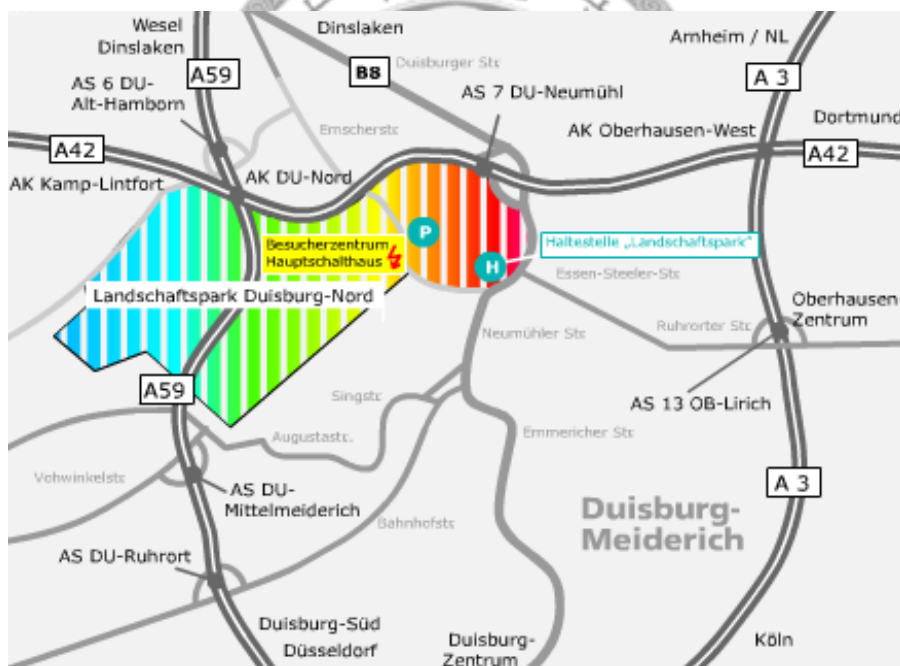 Wesel
Dinslaken
Dinslaken
Arnheim / NL
A59
B8
Duisburger Str.
A 3
AS 6 DU-
Alt-Hamborn
AS 7 DU-Neumühl
Emscherstr.
AK Oberhausen-West
Dortmund
A42
A42
AK Kamp-Lintfort
AK DU-Nord
P
Besucherzentrum
Hauptschalthaus
H
Haltestelle „Landschaftspark"
Essen-Steeler-Str.
Landschaftspark Duisburg-Nord
Oberhausen-
Zentrum
Neumühler Str.
Ruhrorter Str.
A59
Singstr.
AS 13 OB-Lirich
Augustastr.
Emmericher Str.
Vohwinkelstr.
AS DU-
Mittelmeiderich
A 3
Duisburg-
Meiderich
Bahnhofstr.
AS DU-Ruhrort
Duisburg-Süd
Düsseldorf
Duisburg-
Zentrum
Köln